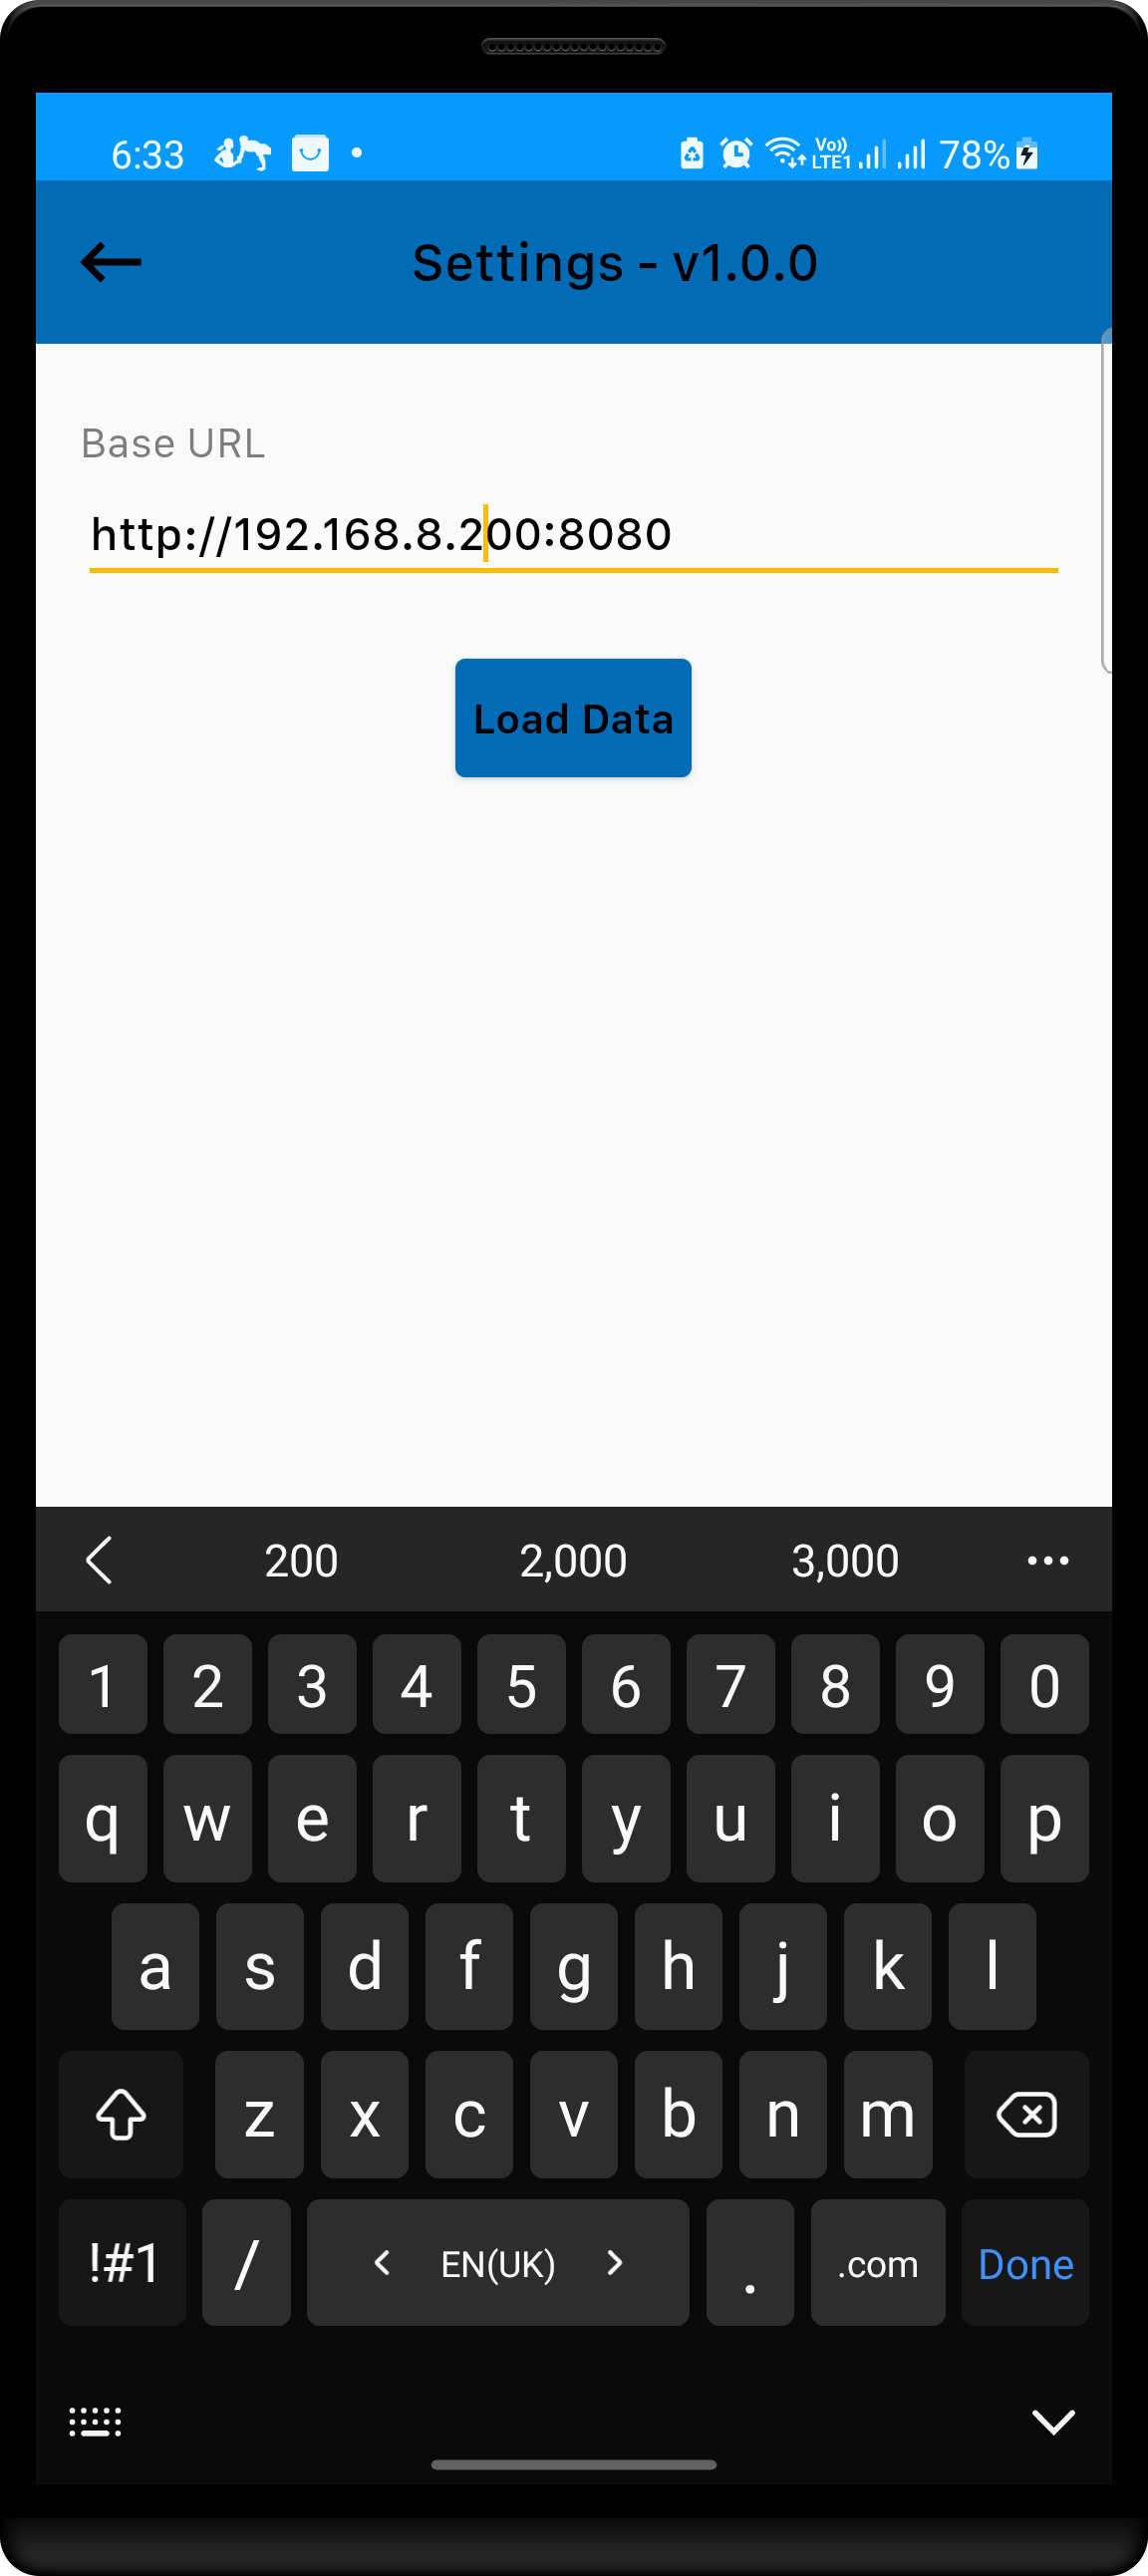 6:33 Vo)) LTE1 78%
Settings - v1.0.0
Base URL
http://192.168.8.200:8080
Load Data
200 2,000 3,000
1 2 3 4 5 6 7 8 9 0
q w e r t y u i o p
a s d f g h j k l
z x c v b n m
!#1 / EN(UK) . .com Done